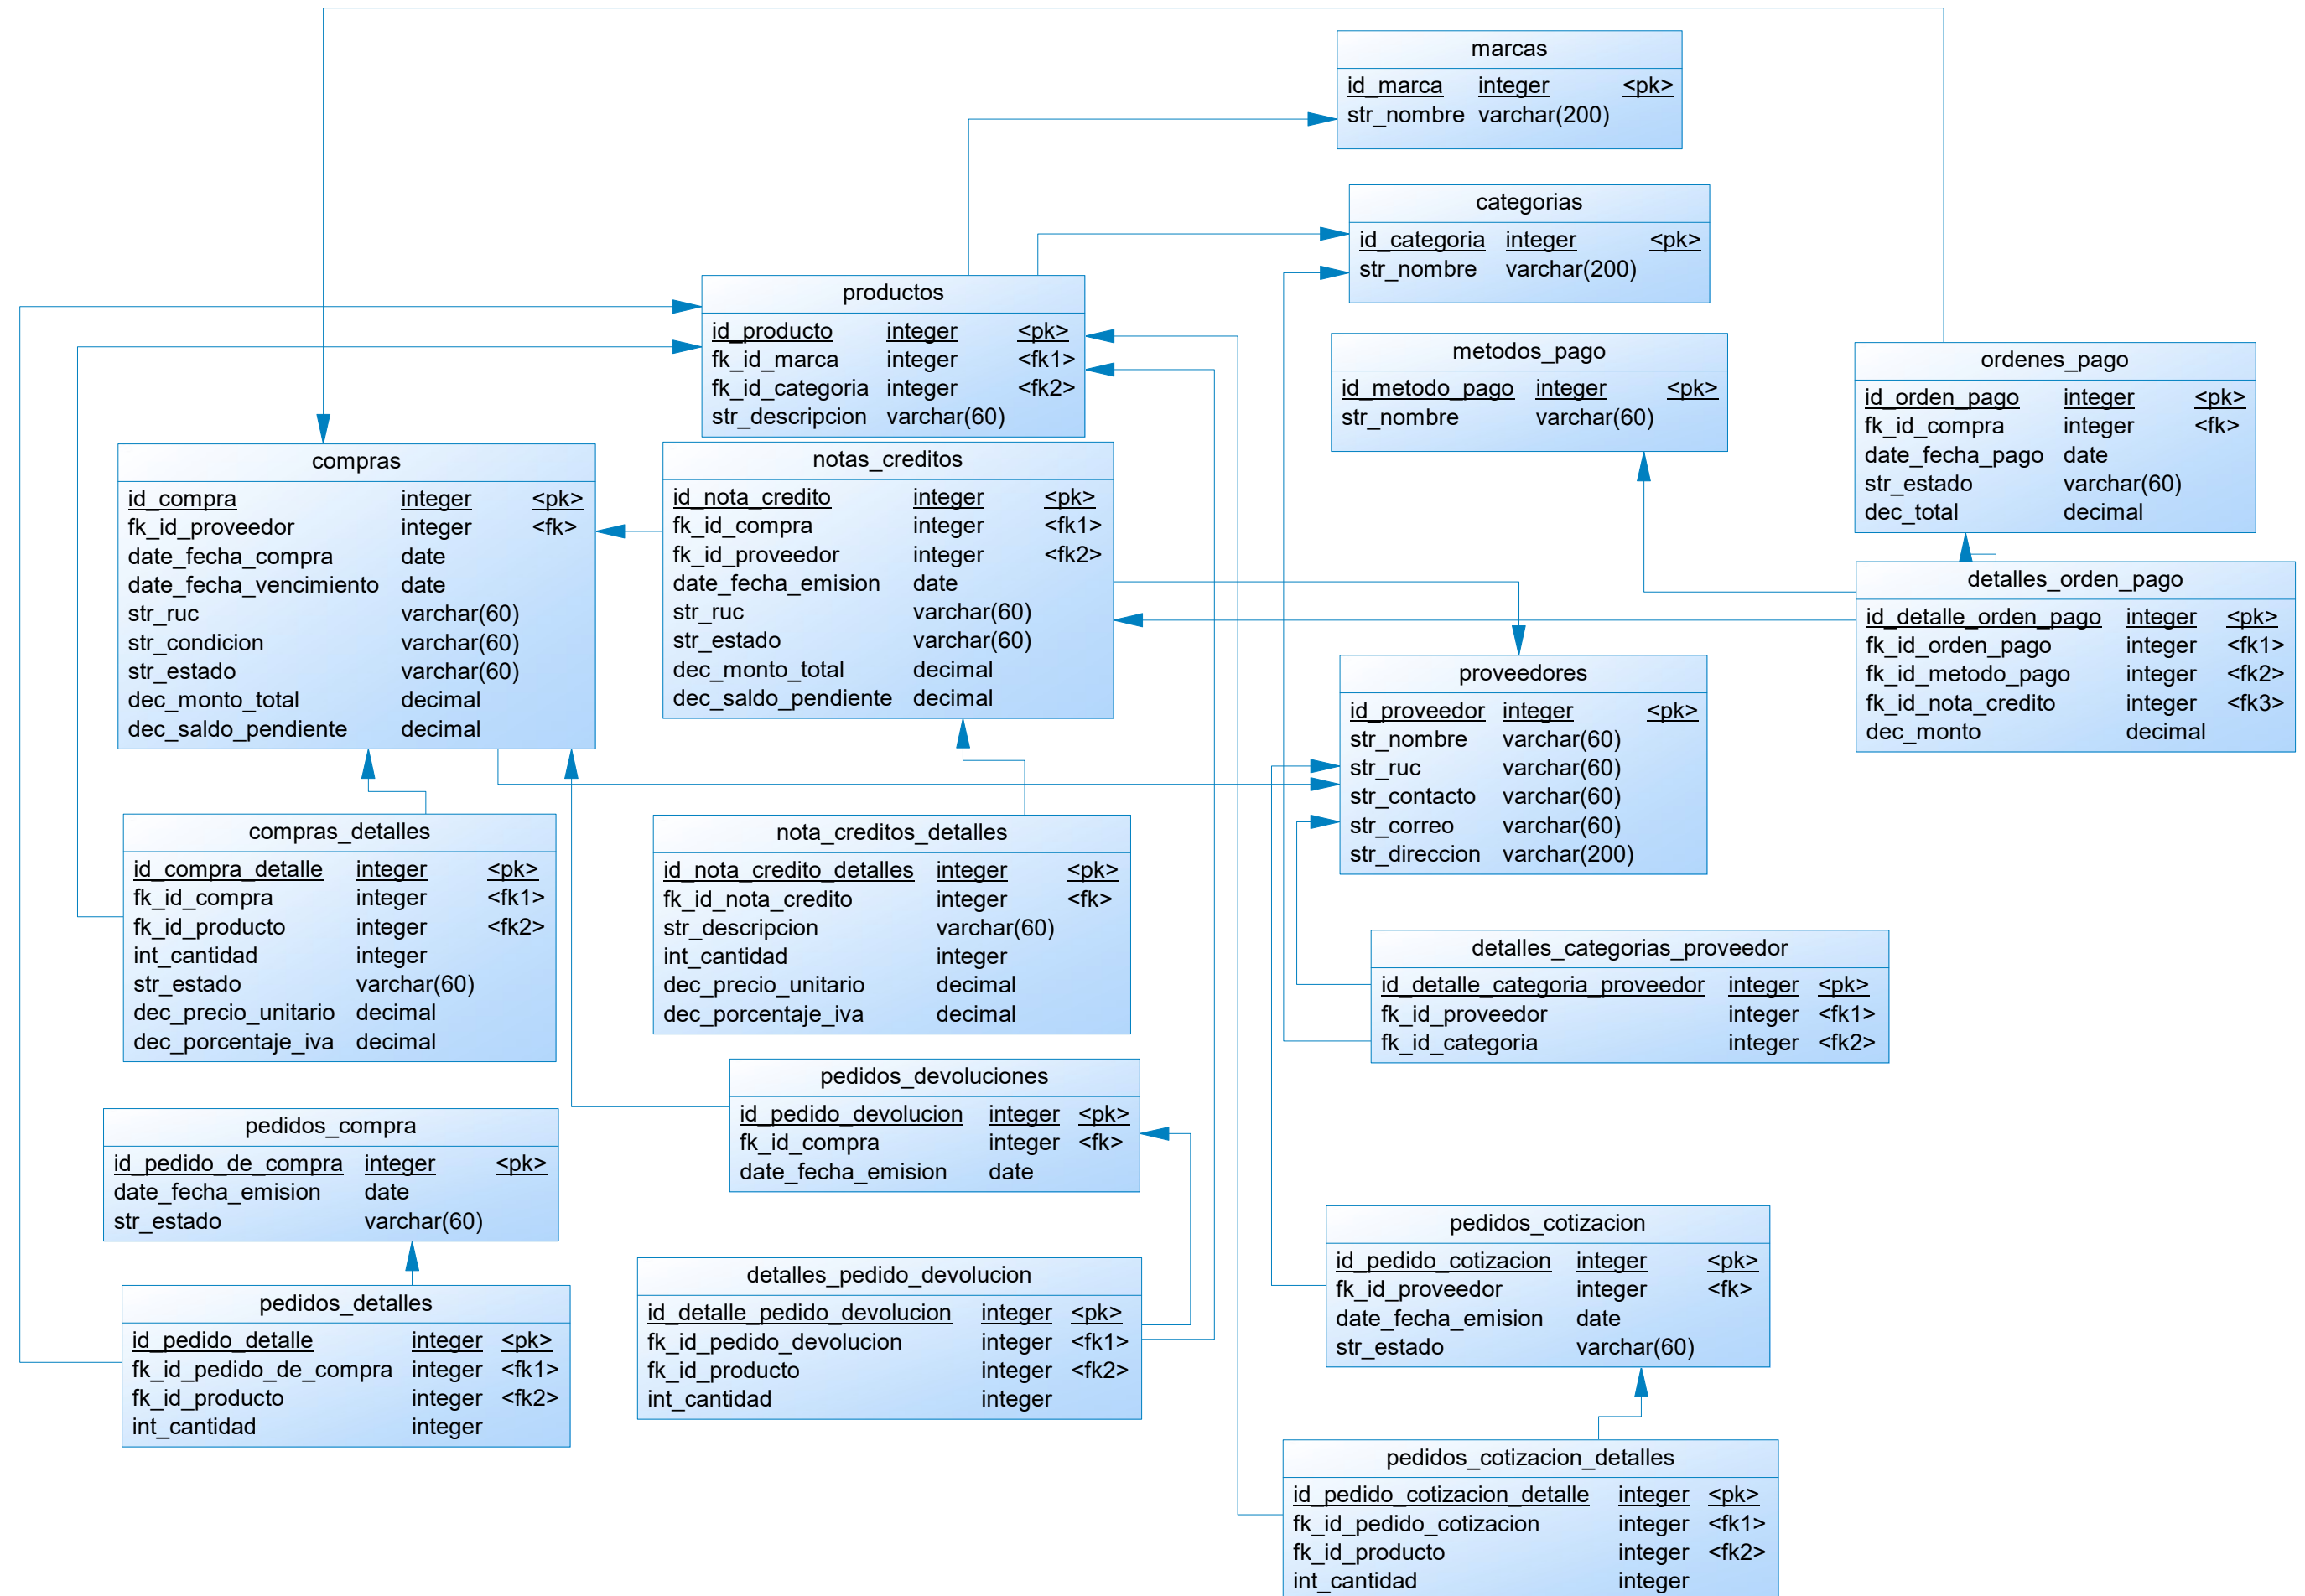 marcas
id_marca integer <pk>
str_nombre varchar(200)
categorias
id_categoria integer <pk>
str_nombre varchar(200)
productos
id_producto integer <pk>
fk_id_marca integer <fk1>
fk_id_categoria integer <fk2>
str_descripcion varchar(60)
metodos_pago
id_metodo_pago integer <pk>
str_nombre varchar(60)
ordenes_pago
id_orden_pago integer <pk>
fk_id_compra integer <fk>
date_fecha_pago date
str_estado varchar(60)
dec_total decimal
compras
id_compra integer <pk>
fk_id_proveedor integer <fk>
date_fecha_compra date
date_fecha_vencimiento date
str_ruc varchar(60)
str_condicion varchar(60)
str_estado varchar(60)
dec_monto_total decimal
dec_saldo_pendiente decimal
notas_creditos
id_nota_credito integer <pk>
fk_id_compra integer <fk1>
fk_id_proveedor integer <fk2>
date_fecha_emision date
str_ruc varchar(60)
str_estado varchar(60)
dec_monto_total decimal
dec_saldo_pendiente decimal
detalles_orden_pago
id_detalle_orden_pago integer <pk>
fk_id_orden_pago integer <fk1>
fk_id_metodo_pago integer <fk2>
fk_id_nota_credito integer <fk3>
dec_monto decimal
proveedores
id_proveedor integer <pk>
str_nombre varchar(60)
str_ruc varchar(60)
str_contacto varchar(60)
str_correo varchar(60)
str_direccion varchar(200)
compras_detalles
id_compra_detalle integer <pk>
fk_id_compra integer <fk1>
fk_id_producto integer <fk2>
int_cantidad integer
str_estado varchar(60)
dec_precio_unitario decimal
dec_porcentaje_iva decimal
nota_creditos_detalles
id_nota_credito_detalles integer <pk>
fk_id_nota_credito integer <fk>
str_descripcion varchar(60)
int_cantidad integer
dec_precio_unitario decimal
dec_porcentaje_iva decimal
detalles_categorias_proveedor
id_detalle_categoria_proveedor integer <pk>
fk_id_proveedor integer <fk1>
fk_id_categoria integer <fk2>
pedidos_devoluciones
id_pedido_devolucion integer <pk>
fk_id_compra integer <fk>
date_fecha_emision date
pedidos_compra
id_pedido_de_compra integer <pk>
date_fecha_emision date
str_estado varchar(60)
pedidos_cotizacion
id_pedido_cotizacion integer <pk>
fk_id_proveedor integer <fk>
date_fecha_emision date
str_estado varchar(60)
detalles_pedido_devolucion
id_detalle_pedido_devolucion integer <pk>
fk_id_pedido_devolucion integer <fk1>
fk_id_producto integer <fk2>
int_cantidad integer
pedidos_detalles
id_pedido_detalle integer <pk>
fk_id_pedido_de_compra integer <fk1>
fk_id_producto integer <fk2>
int_cantidad integer
pedidos_cotizacion_detalles
id_pedido_cotizacion_detalle integer <pk>
fk_id_pedido_cotizacion integer <fk1>
fk_id_producto integer <fk2>
int_cantidad integer